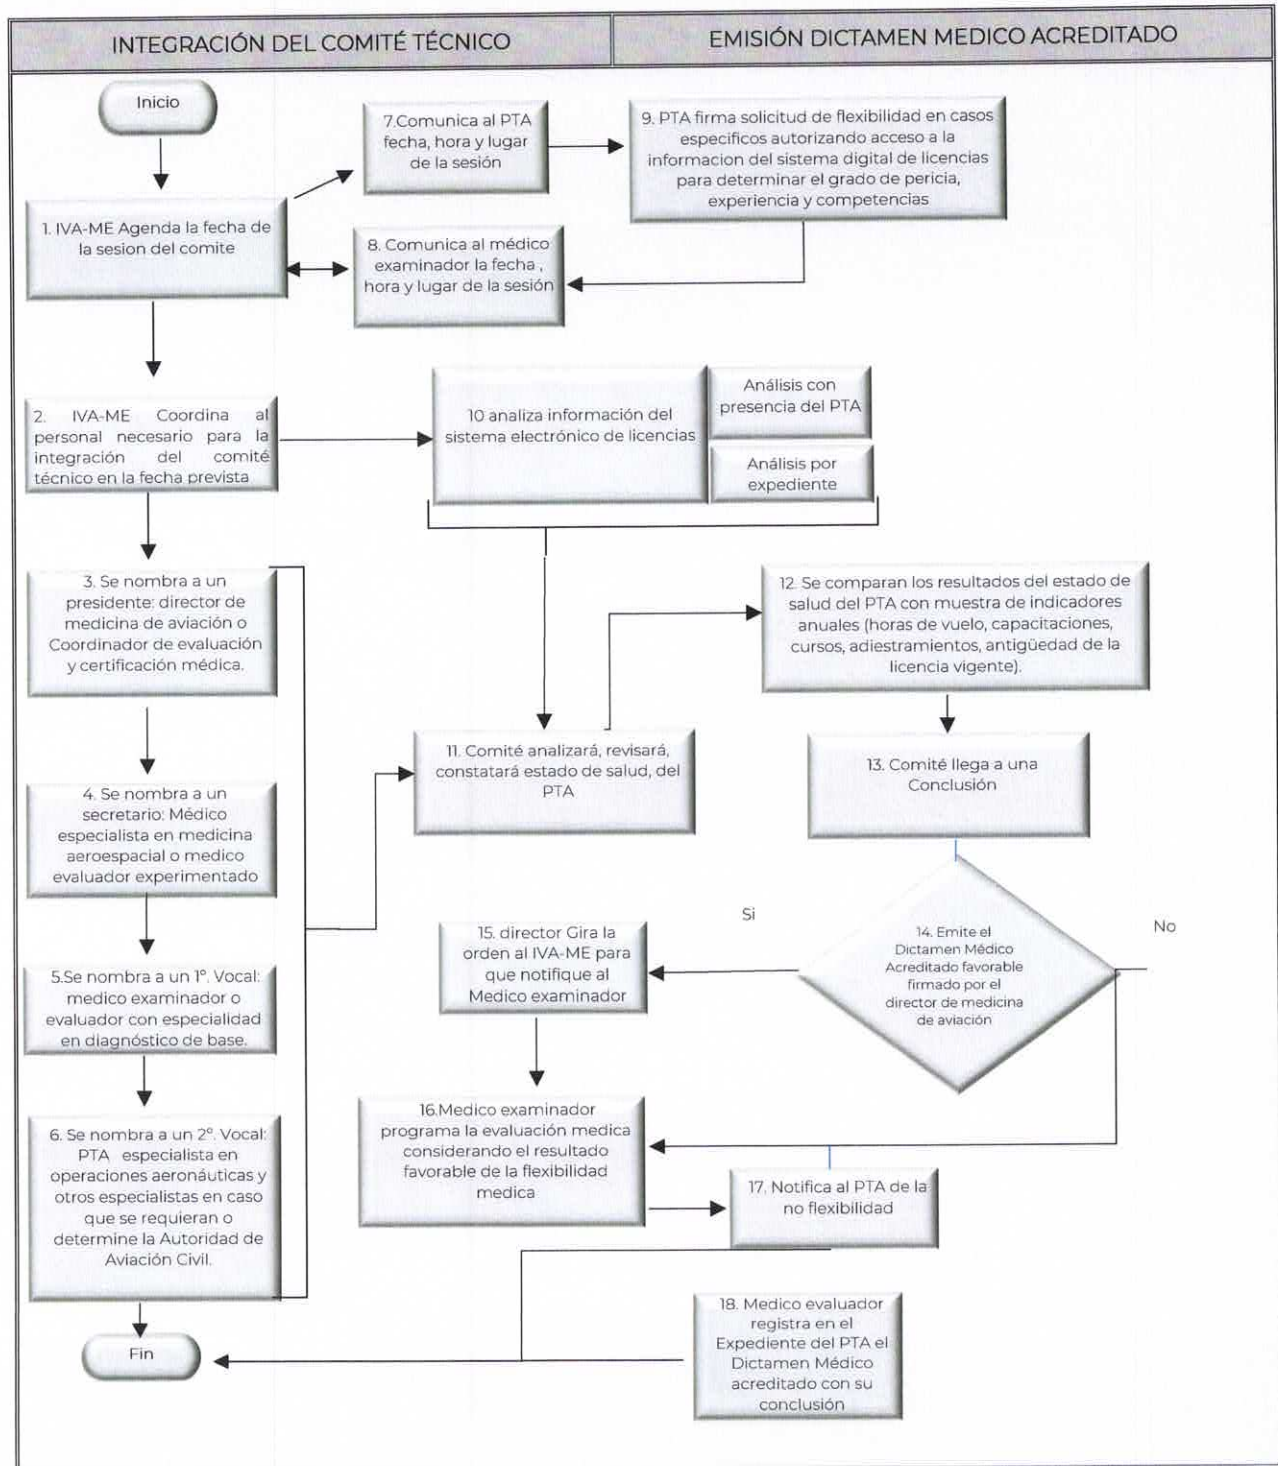 INTEGRACIÓN DEL COMITÉ TÉCNICO
EMISIÓN DICTAMEN MEDICO ACREDITADO
Inicio
1. IVA-ME Agenda la fecha de
la sesion del comite
7.Comunica al PTA
fecha, hora y lugar
de la sesión
9. PTA firma solicitud de flexibilidad en casos
especificos autorizando acceso a la
informacion del sistema digital de licencias
para determinar el grado de pericia,
experiencia y competencias
8. Comunica al médico
examinador la fecha ,
hora y lugar de la sesión
2. IVA-ME Coordina al
personal necesario para la
integración del comité
técnico en la fecha prevista
10 analiza información del
sistema electrónico de licencias
Análisis con
presencia del PTA
Análisis por
expediente
3. Se nombra a un
presidente: director de
medicina de aviación o
Coordinador de evaluación
y certificación médica.
4. Se nombra a un
secretario: Médico
especialista en medicina
aeroespacial o medico
evaluador experimentado
5.Se nombra a un 1º. Vocal:
medico examinador o
evaluador con especialidad
en diagnóstico de base.
6. Se nombra a un 2º. Vocal:
PTA especialista en
operaciones aeronáuticas y
otros especialistas en caso
que se requieran o
determine la Autoridad de
Aviación Civil.
Fin
11. Comité analizará, revisará,
constatará estado de salud, del
PTA
12. Se comparan los resultados del estado de
salud del PTA con muestra de indicadores
anuales (horas de vuelo, capacitaciones,
cursos, adiestramientos, antigüedad de la
licencia vigente).
13. Comité llega a una
Conclusión
14. Emite el
Dictamen Médico
Acreditado favorable
firmado por el
director de medicina
de aviación
Si
No
15. director Gira la
orden al IVA-ME para
que notifique al
Medico examinador
16.Medico examinador
programa la evaluación medica
considerando el resultado
favorable de la flexibilidad
medica
17. Notifica al PTA de la
no flexibilidad
18. Medico evaluador
registra en el
Expediente del PTA el
Dictamen Médico
acreditado con su
conclusión